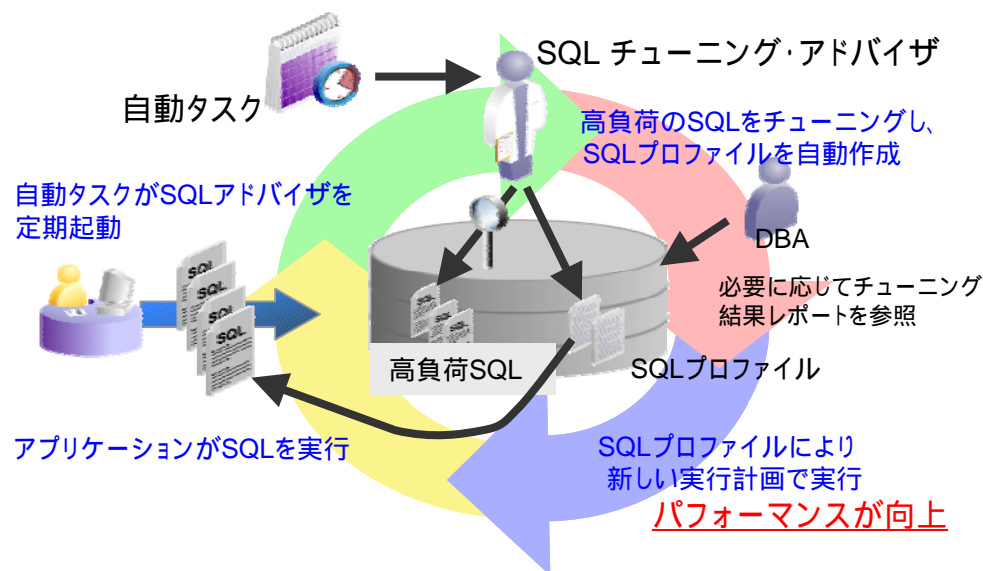 SQL チューニング・アドバイザ
自動タスク
高負荷のSQLをチューニングし、
SQLプロファイルを自動作成
自動タスクがSQLアドバイザを
定期起動
DBA
必要に応じてチューニング
結果レポートを参照
SQL
SQL
SQL
SQL
SQL
SQL
SQL
高負荷SQL
SQLプロファイル
アプリケーションがSQLを実行
SQLプロファイルにより
新しい実行計画で実行
パフォーマンスが向上